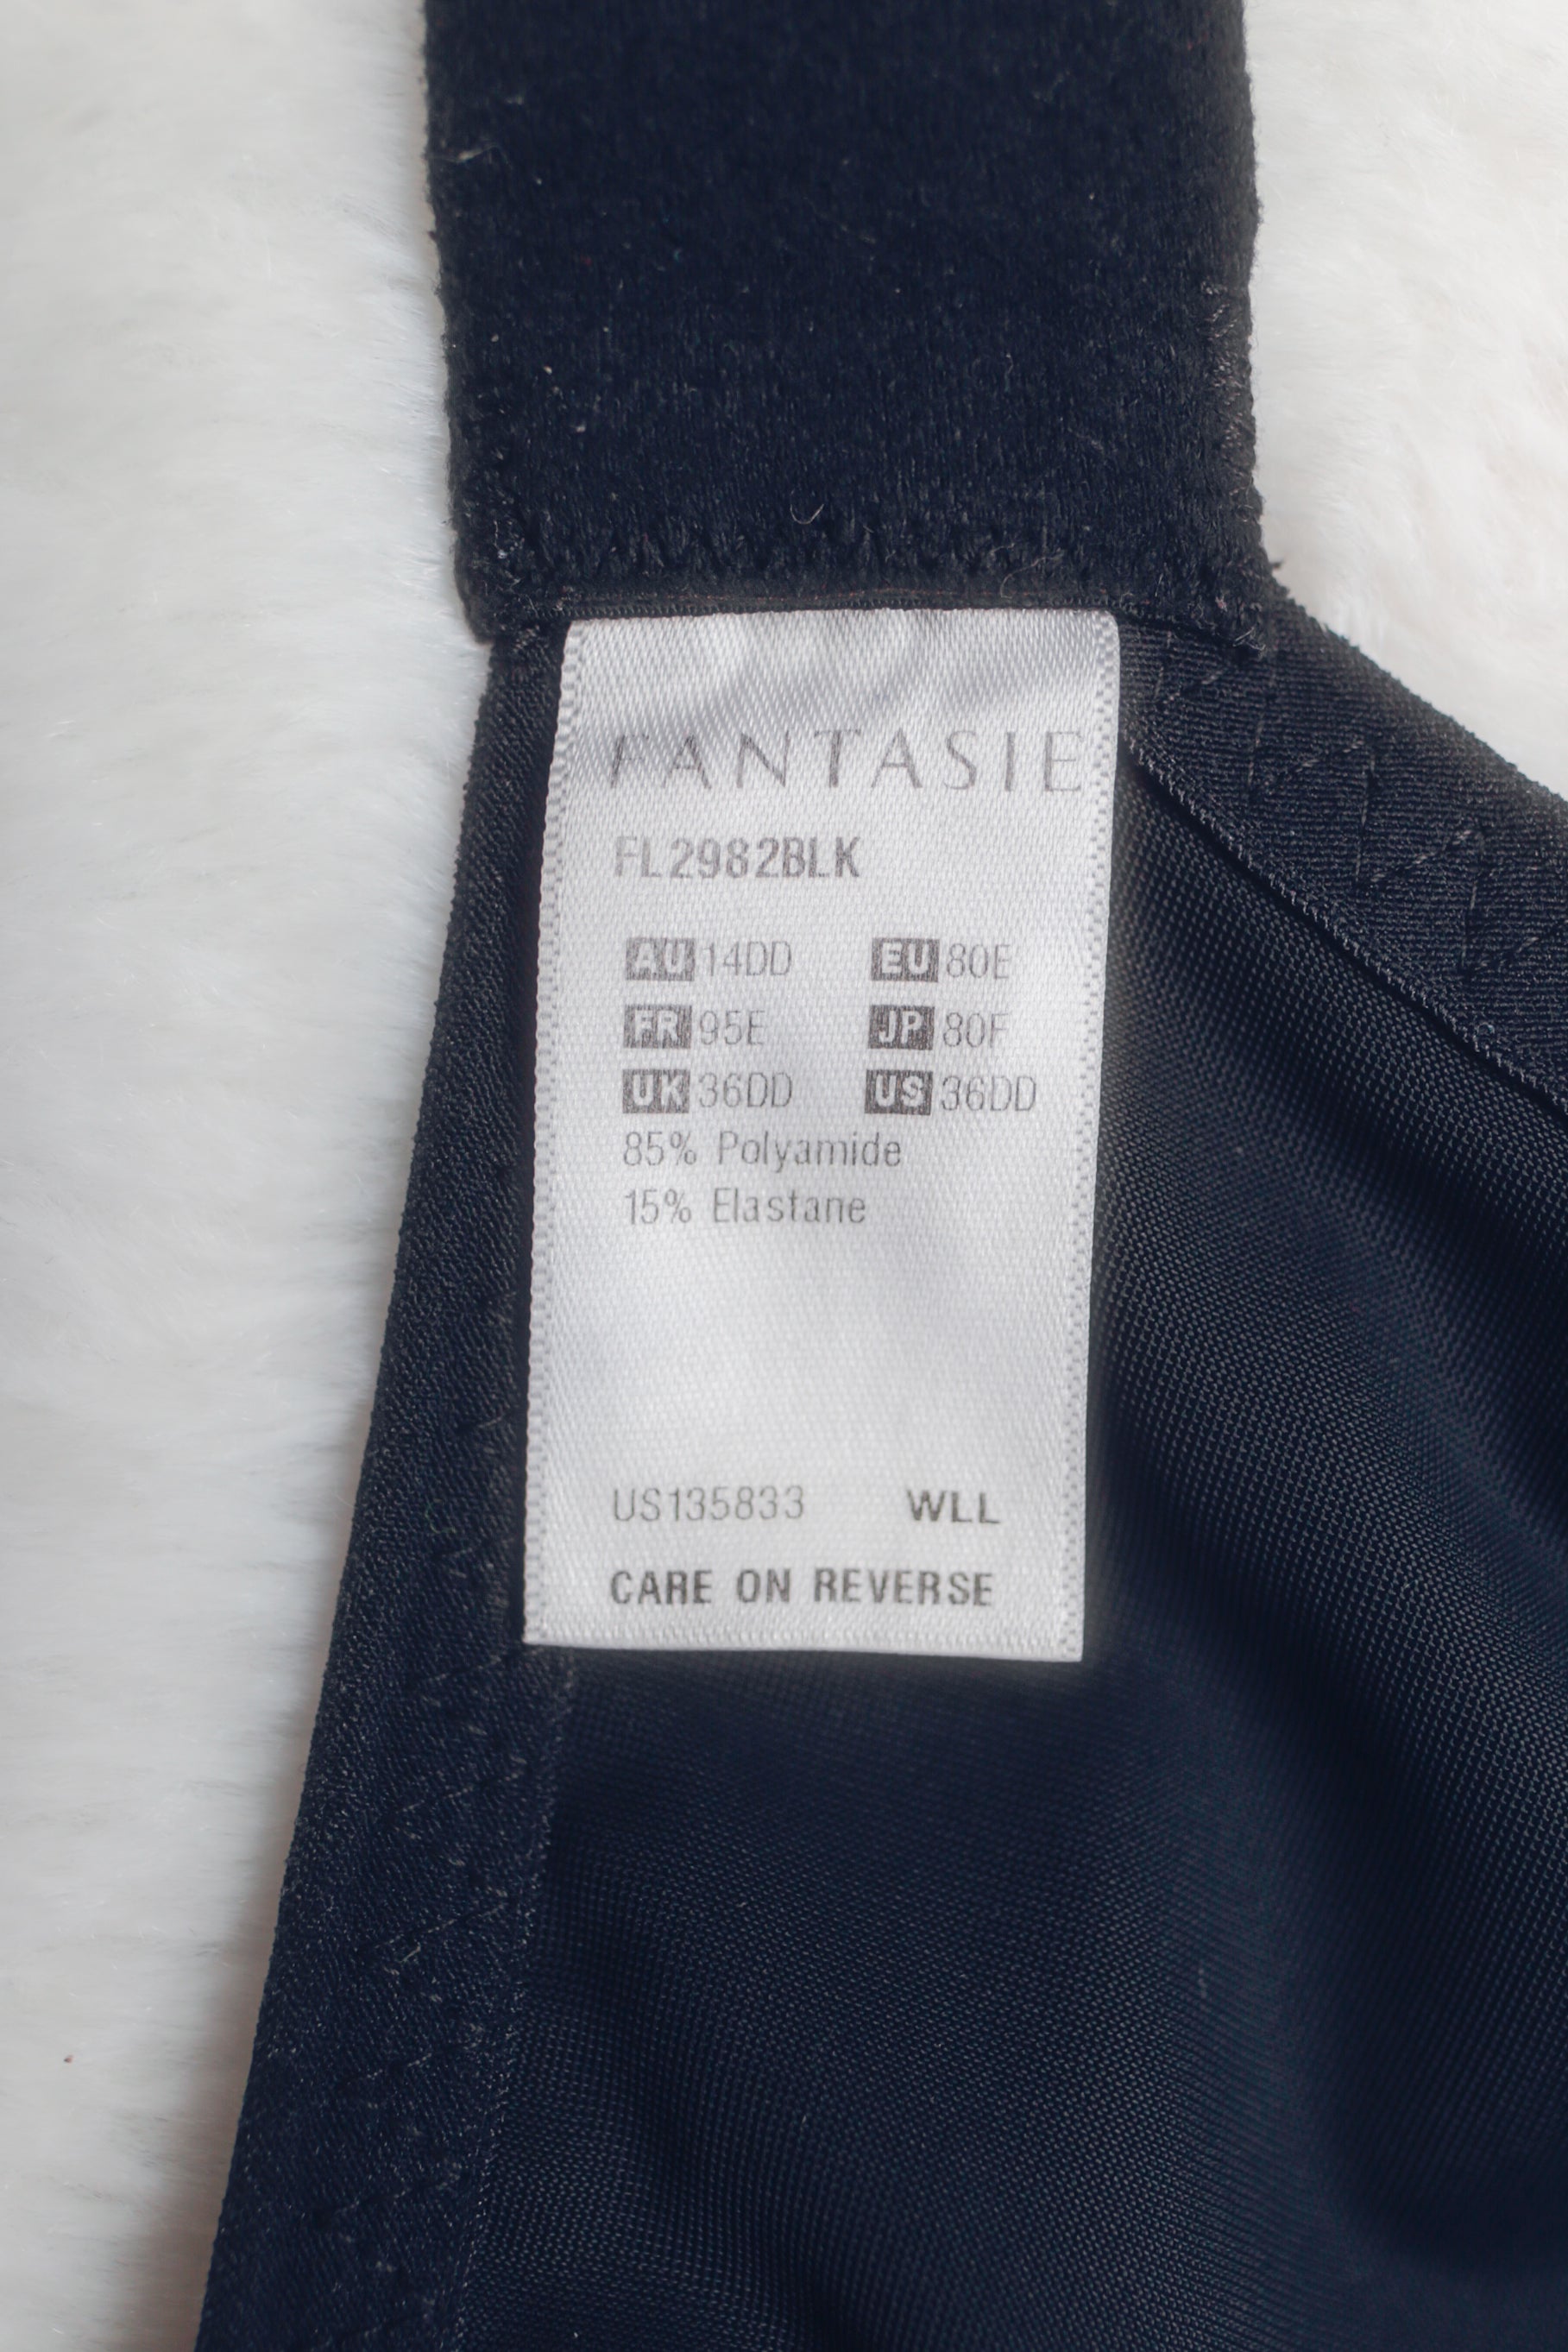 FANTASIE
FL2982BLK
AU 14DD EU 80E
FR 95E JP 80F
UK 36DD US 36DD
85% Polyamide
15% Elastane
US135833 WLL
CARE ON REVERSE